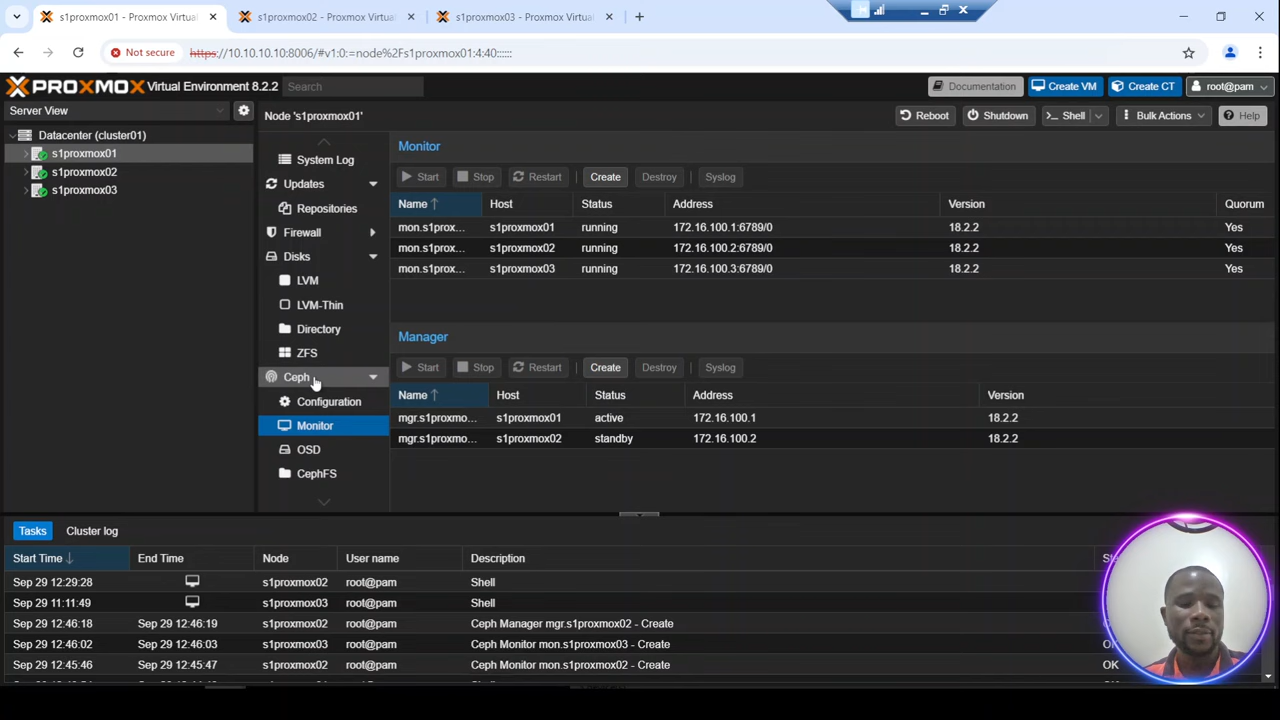 s1proxmox01 - Proxmox Virtual
s1proxmox02 - Proxmox Virtual
s1proxmox03 - Proxmox Virtual
Not secure
https://10.10.10.10:8006/#v1:0:=node%2Fs1proxmox01:4:40::::::
PROXMOX Virtual Environment 8.2.2
Search
Documentation
Create VM
Create CT
root@pam
Server View
Node 's1proxmox01'
Reboot
Shutdown
Shell
Bulk Actions
Help
Datacenter (cluster01)
s1proxmox01
s1proxmox02
s1proxmox03
System Log
Updates
Repositories
Firewall
Disks
LVM
LVM-Thin
Directory
ZFS
Ceph
Configuration
Monitor
OSD
CephFS
Monitor
Start Stop Restart Create Destroy Syslog
Name Host Status Address Version Quorum
mon.s1prox... s1proxmox01 running 172.16.100.1:6789/0 18.2.2 Yes
mon.s1prox... s1proxmox02 running 172.16.100.2:6789/0 18.2.2 Yes
mon.s1prox... s1proxmox03 running 172.16.100.3:6789/0 18.2.2 Yes
Manager
Start Stop Restart Create Destroy Syslog
Name Host Status Address Version
mgr.s1proxmo... s1proxmox01 active 172.16.100.1 18.2.2
mgr.s1proxmo... s1proxmox02 standby 172.16.100.2 18.2.2
Tasks Cluster log
Start Time End Time Node User name Description
Sep 29 12:29:28 s1proxmox02 root@pam Shell
Sep 29 11:11:49 s1proxmox03 root@pam Shell
Sep 29 12:46:18 Sep 29 12:46:19 s1proxmox02 root@pam Ceph Manager mgr.s1proxmox02 - Create
Sep 29 12:46:02 Sep 29 12:46:03 s1proxmox03 root@pam Ceph Monitor mon.s1proxmox03 - Create
Sep 29 12:45:46 Sep 29 12:45:47 s1proxmox02 root@pam Ceph Monitor mon.s1proxmox02 - Create OK